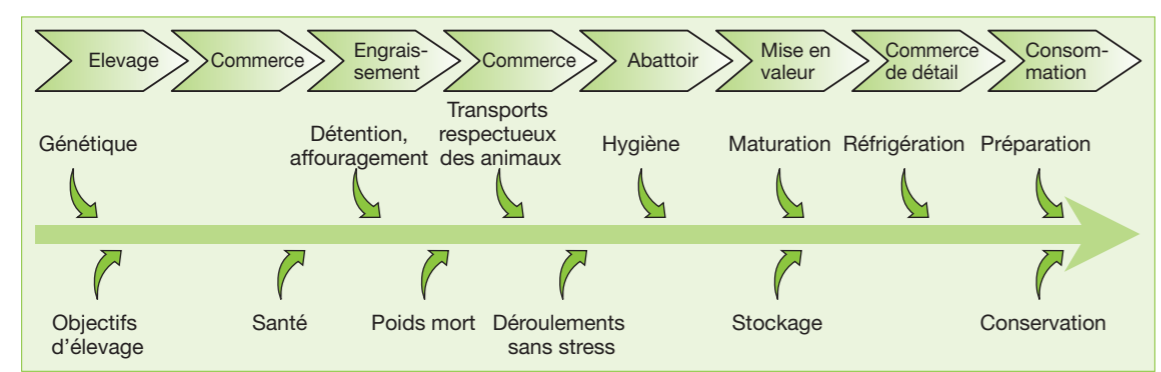 Elevage
Commerce
Engrais-
sement
Commerce
Abattoir
Mise en
valeur
Commerce
de détail
Consom-
mation
Génétique
Détention,
affouragement
Transports
respectueux
des animaux
Hygiène
Maturation
Réfrigération
Préparation
Objectifs
d'élevage
Santé
Poids mort
Déroulements
sans stress
Stockage
Conservation